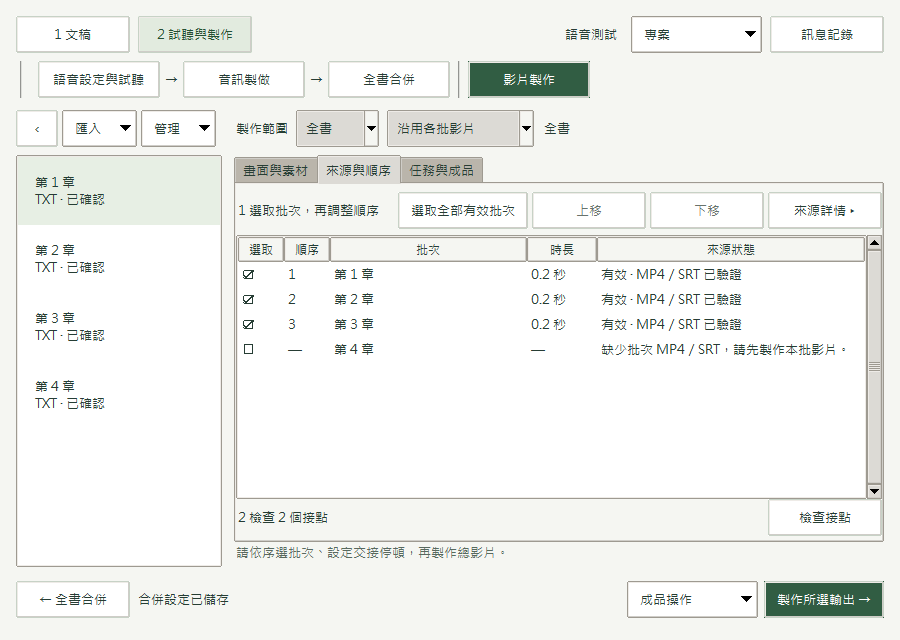 1 文稿
2 試聽與製作
語音測試
專案
訊息記錄
語音設定與試聽 → 音訊製做 → 全書合併
影片製作
‹
匯入
管理
製作範圍
全書
沿用各批影片
全書
第 1 章
TXT · 已確認
第 2 章
TXT · 已確認
第 3 章
TXT · 已確認
第 4 章
TXT · 已確認
畫面與素材
來源與順序
任務與成品
1 選取批次，再調整順序
選取全部有效批次
上移
下移
來源詳情 ▸
選取 順序 批次 時長 來源狀態
☑ 1 第 1 章 0.2 秒 有效 · MP4 / SRT 已驗證
☑ 2 第 2 章 0.2 秒 有效 · MP4 / SRT 已驗證
☑ 3 第 3 章 0.2 秒 有效 · MP4 / SRT 已驗證
☐ — 第 4 章 — 缺少批次 MP4 / SRT，請先製作本批影片。
2 檢查 2 個接點
檢查接點
請依序選批次、設定交接停頓，再製作總影片。
← 全書合併
合併設定已儲存
成品操作
製作所選輸出 →